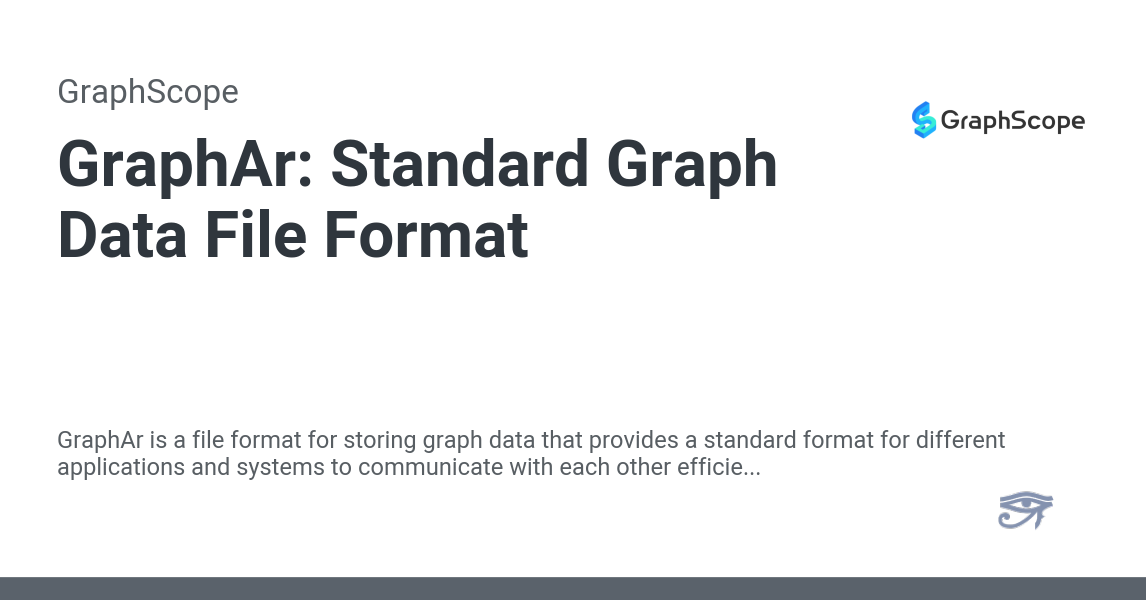 GraphScope
GraphScope
GraphAr: Standard Graph
Data File Format
GraphAr is a file format for storing graph data that provides a standard format for different
applications and systems to communicate with each other efficie...